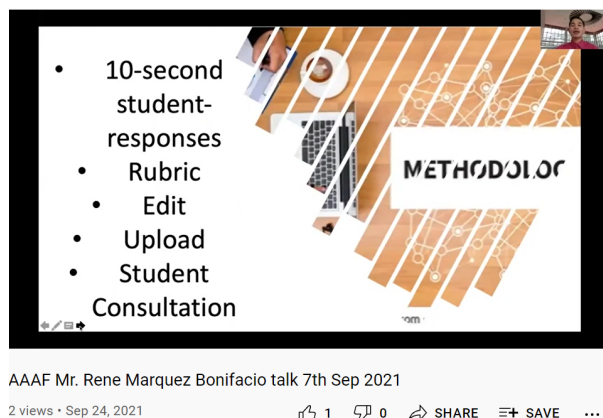 • 10-second
student-
responses
• Rubric
• Edit
• Upload
• Student
Consultation
METHODOLOG
AAAF Mr. Rene Marquez Bonifacio talk 7th Sep 2021
2 views • Sep 24, 2021
1
0
SHARE
SAVE